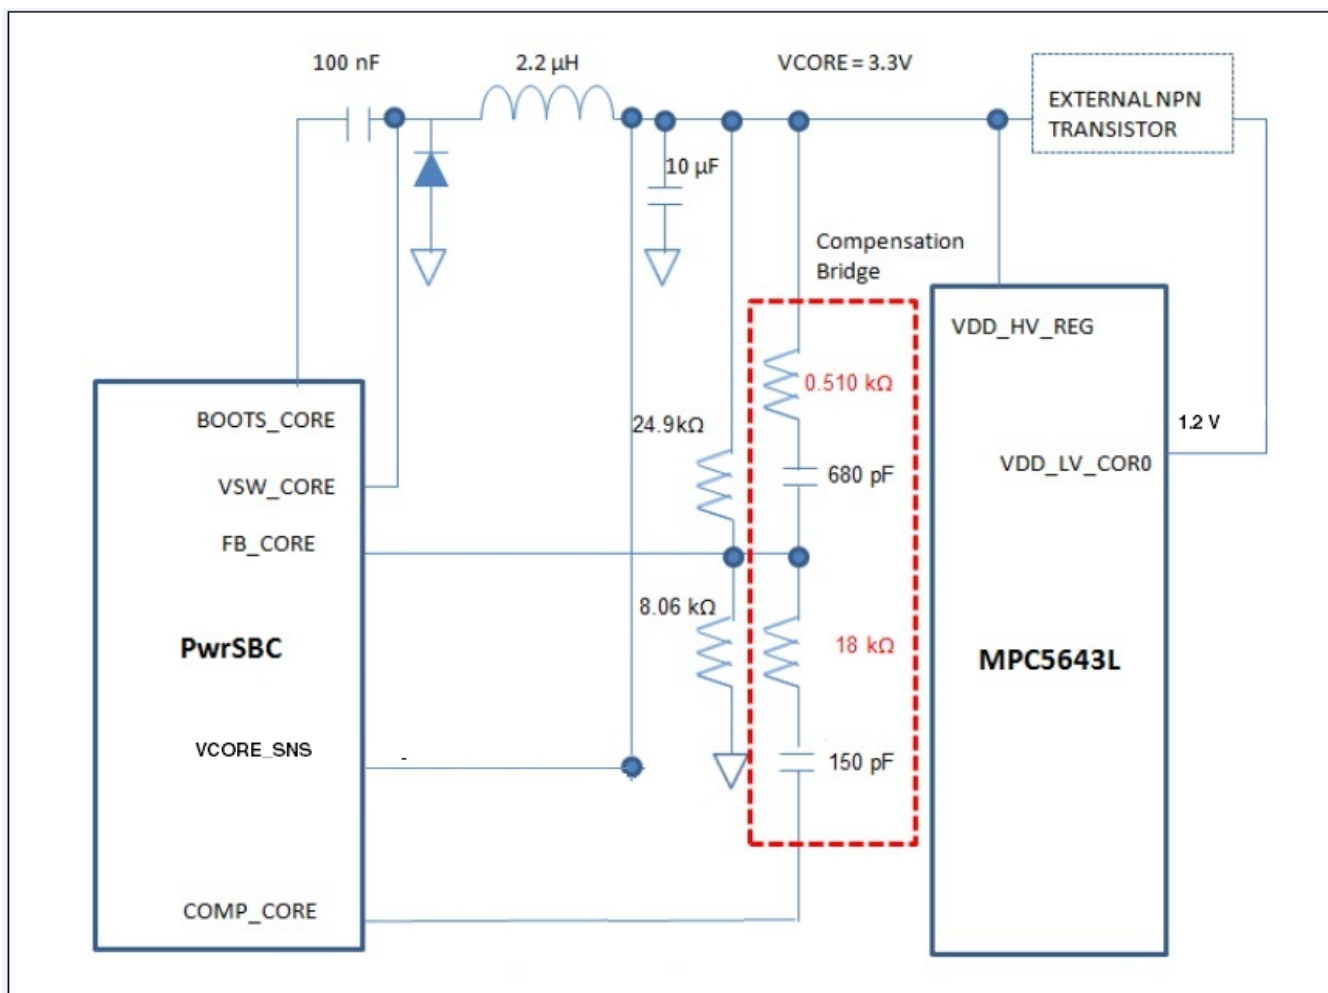 100 nF
2.2 µH
VCORE = 3.3V
EXTERNAL NPN
TRANSISTOR
10 µF
Compensation
Bridge
VDD_HV_REG
0.510 kΩ
BOOTS_CORE
24.9kΩ
1.2 V
VDD_LV_COR0
VSW_CORE
680 pF
FB_CORE
8.06 kΩ
PwrSBC
18 kΩ
MPC5643L
VCORE_SNS
-
150 pF
COMP_CORE